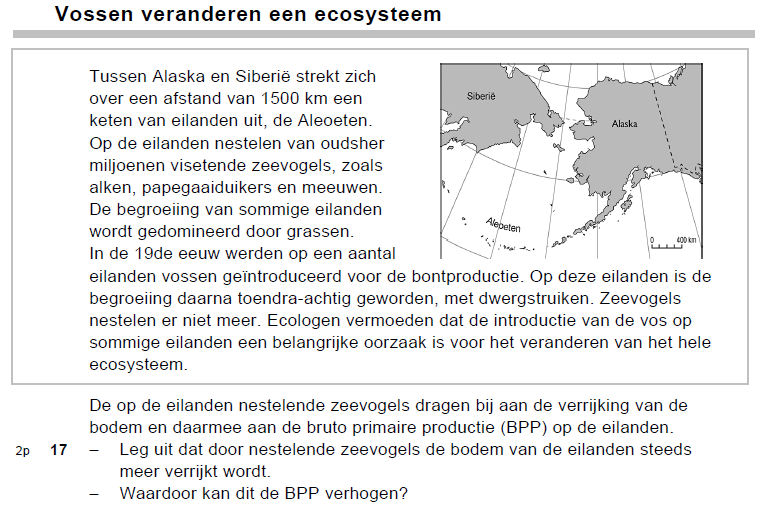 Vossen veranderen een ecosysteem
Tussen Alaska en Siberië strekt zich
over een afstand van 1500 km een
keten van eilanden uit, de Aleoeten.
Op de eilanden nestelen van oudsher
miljoenen visetende zeevogels, zoals
alken, papegaaiduikers en meeuwen.
De begroeiing van sommige eilanden
wordt gedomineerd door grassen.
In de 19de eeuw werden op een aantal
eilanden vossen geïntroduceerd voor de bontproductie. Op deze eilanden is de
begroeiing daarna toendra-achtig geworden, met dwergstruiken. Zeevogels
nestelen er niet meer. Ecologen vermoeden dat de introductie van de vos op
sommige eilanden een belangrijke oorzaak is voor het veranderen van het hele
ecosysteem.
Siberië
Alaska
Aleoeten
0 400 km
De op de eilanden nestelende zeevogels dragen bij aan de verrijking van de
bodem en daarmee aan de bruto primaire productie (BPP) op de eilanden.
2p 17 – Leg uit dat door nestelende zeevogels de bodem van de eilanden steeds
meer verrijkt wordt.
– Waardoor kan dit de BPP verhogen?